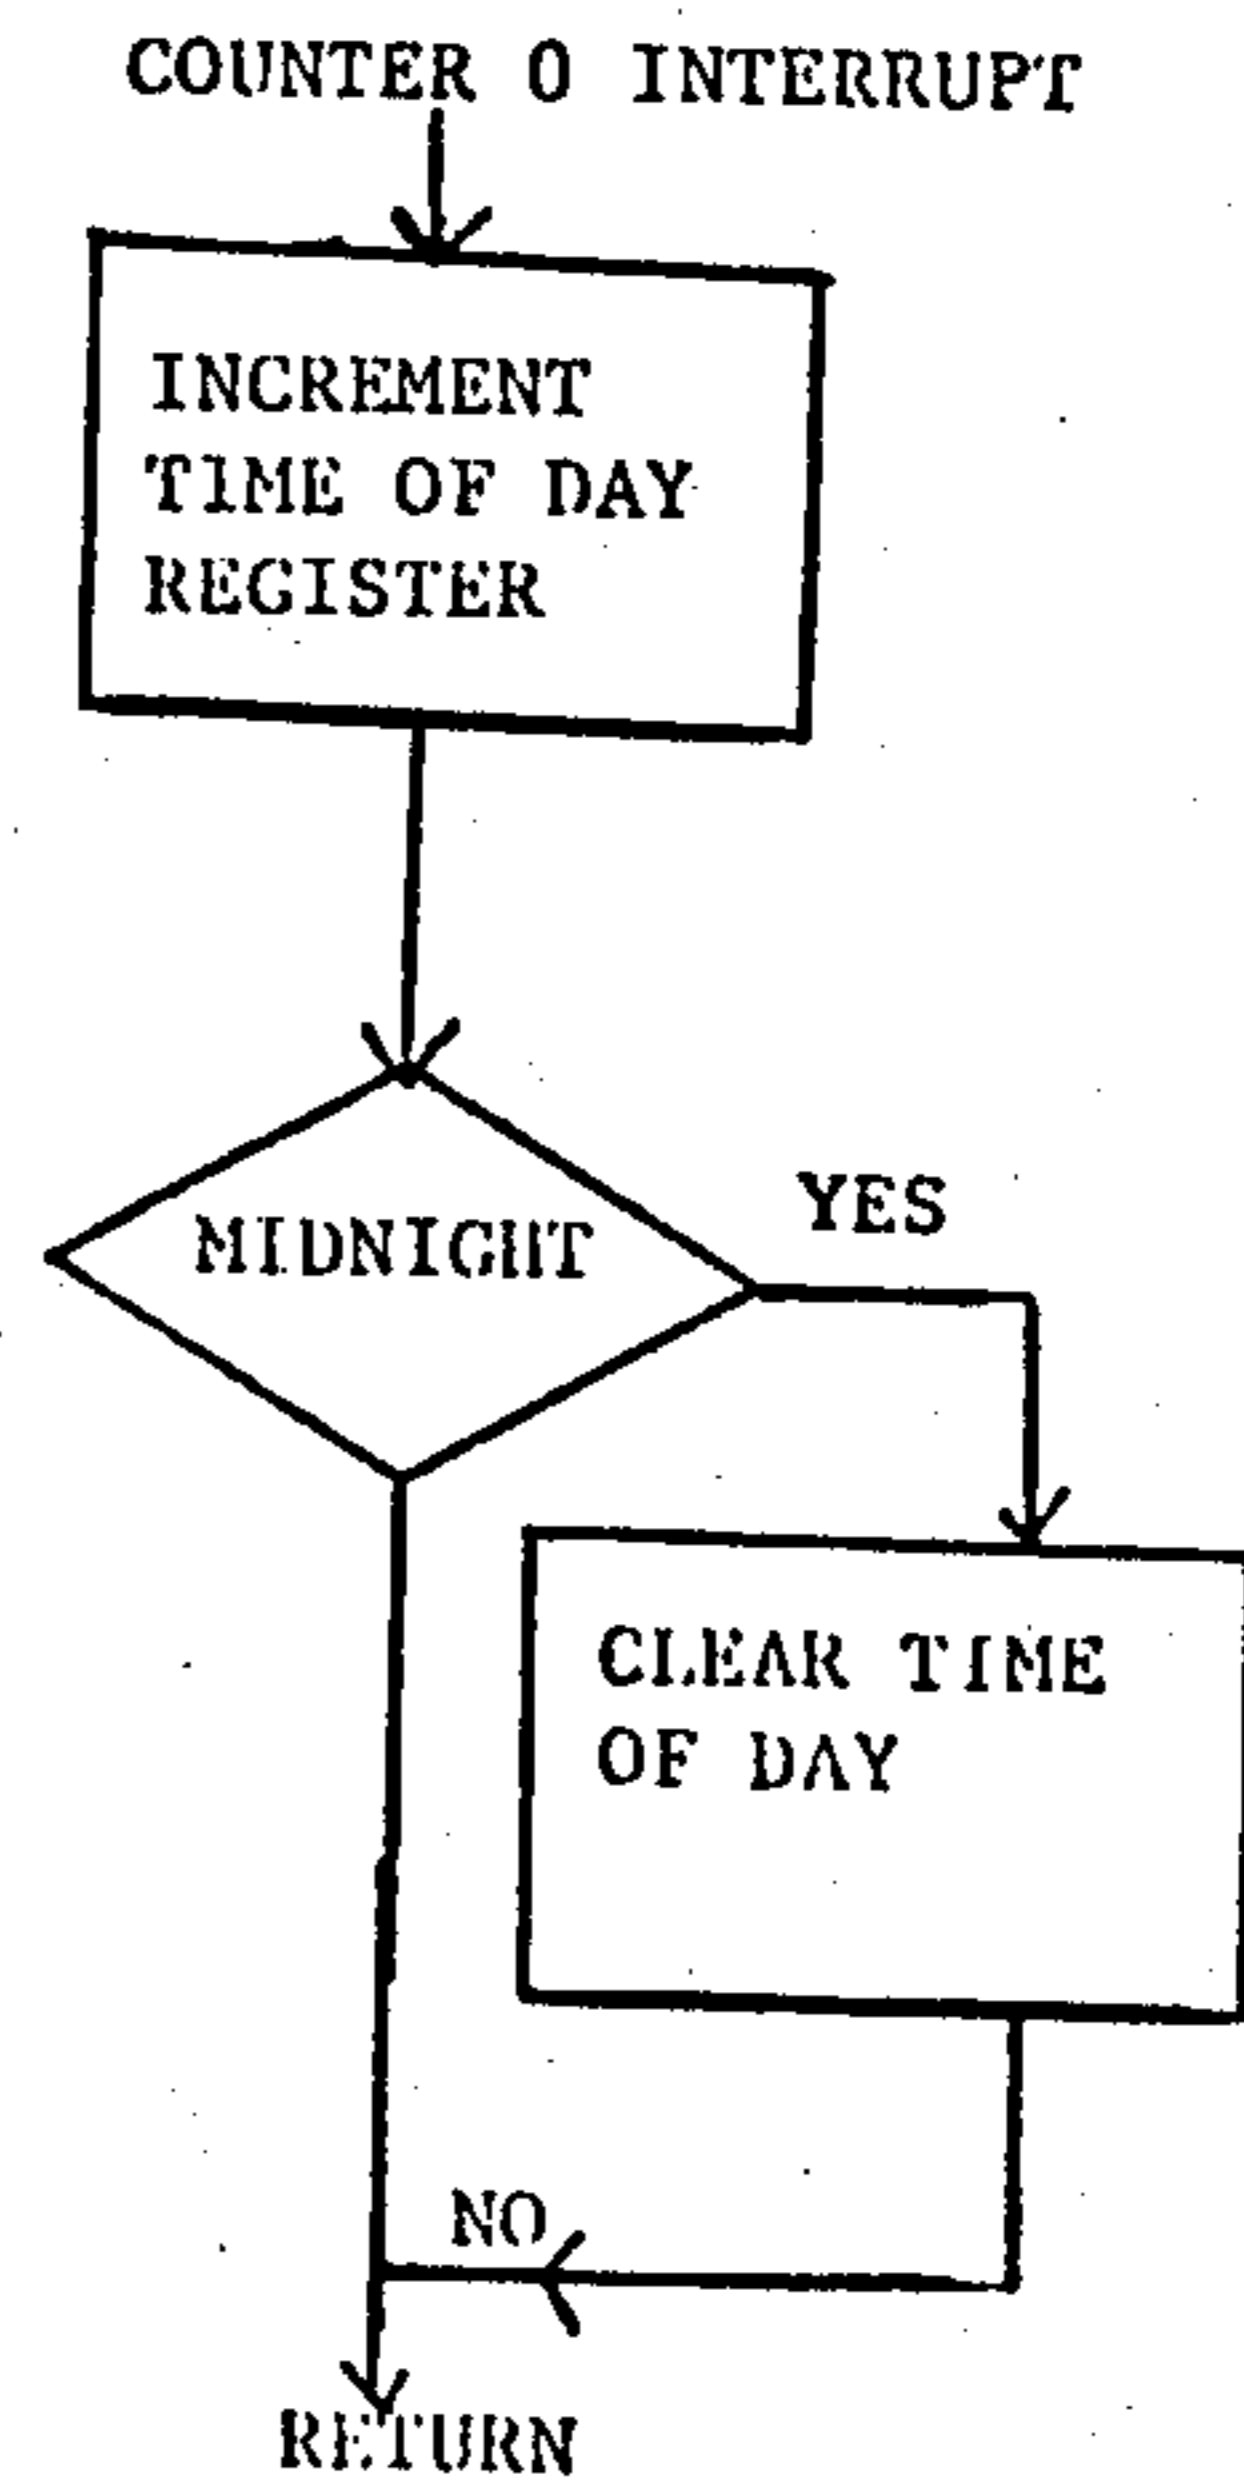 COUNTER 0 INTERRUPT
INCREMENT
TIME OF DAY
REGISTER
MIDNIGHT
YES
CLEAR TIME
OF DAY
NO
RETURN